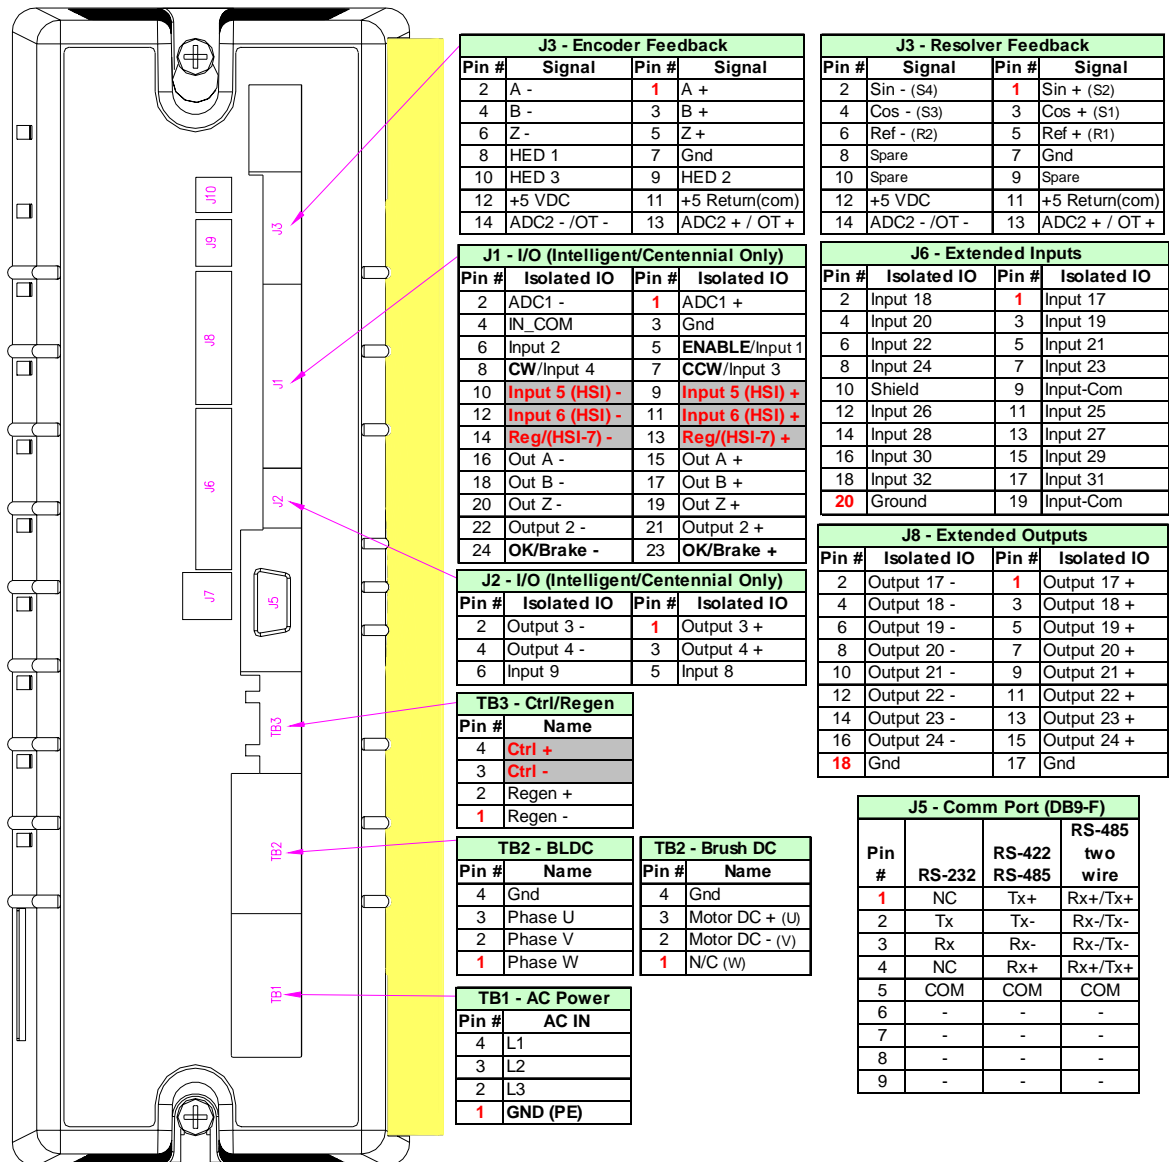 J3 - Encoder Feedback
Pin # Signal Pin # Signal
2 A - 1 A +
4 B - 3 B +
6 Z - 5 Z +
8 HED 1 7 Gnd
10 HED 3 9 HED 2
12 +5 VDC 11 +5 Return(com)
14 ADC2 - /OT - 13 ADC2 + / OT +
J3 - Resolver Feedback
Pin # Signal Pin # Signal
2 Sin - (S4) 1 Sin + (S2)
4 Cos - (S3) 3 Cos + (S1)
6 Ref - (R2) 5 Ref + (R1)
8 Spare 7 Gnd
10 Spare 9 Spare
12 +5 VDC 11 +5 Return(com)
14 ADC2 - /OT - 13 ADC2 + / OT +
J1 - I/O (Intelligent/Centennial Only)
Pin # Isolated IO Pin # Isolated IO
2 ADC1 - 1 ADC1 +
4 IN_COM 3 Gnd
6 Input 2 5 ENABLE/Input 1
8 CW/Input 4 7 CCW/Input 3
10 Input 5 (HSI) - 9 Input 5 (HSI) +
12 Input 6 (HSI) - 11 Input 6 (HSI) +
14 Reg/(HSI-7) - 13 Reg/(HSI-7) +
16 Out A - 15 Out A +
18 Out B - 17 Out B +
20 Out Z - 19 Out Z +
22 Output 2 - 21 Output 2 +
24 OK/Brake - 23 OK/Brake +
J6 - Extended Inputs
Pin # Isolated IO Pin # Isolated IO
2 Input 18 1 Input 17
4 Input 20 3 Input 19
6 Input 22 5 Input 21
8 Input 24 7 Input 23
10 Shield 9 Input-Com
12 Input 26 11 Input 25
14 Input 28 13 Input 27
16 Input 30 15 Input 29
18 Input 32 17 Input 31
20 Ground 19 Input-Com
J2 - I/O (Intelligent/Centennial Only)
Pin # Isolated IO Pin # Isolated IO
2 Output 3 - 1 Output 3 +
4 Output 4 - 3 Output 4 +
6 Input 9 5 Input 8
J8 - Extended Outputs
Pin # Isolated IO Pin # Isolated IO
2 Output 17 - 1 Output 17 +
4 Output 18 - 3 Output 18 +
6 Output 19 - 5 Output 19 +
8 Output 20 - 7 Output 20 +
10 Output 21 - 9 Output 21 +
12 Output 22 - 11 Output 22 +
14 Output 23 - 13 Output 23 +
16 Output 24 - 15 Output 24 +
18 Gnd 17 Gnd
TB3 - Ctrl/Regen
Pin # Name
4 Ctrl +
3 Ctrl -
2 Regen +
1 Regen -
TB2 - BLDC
Pin # Name
4 Gnd
3 Phase U
2 Phase V
1 Phase W
TB2 - Brush DC
Pin # Name
4 Gnd
3 Motor DC + (U)
2 Motor DC - (V)
1 N/C (W)
TB1 - AC Power
Pin # AC IN
4 L1
3 L2
2 L3
1 GND (PE)
J5 - Comm Port (DB9-F)
RS-485
Pin RS-422 two
# RS-232 RS-485 wire
1 NC Tx+ Rx+/Tx+
2 Tx Tx- Rx-/Tx-
3 Rx Rx- Rx-/Tx-
4 NC Rx+ Rx+/Tx+
5 COM COM COM
6 - - -
7 - - -
8 - - -
9 - - -
J10
J9
J3
J8
J1
J6
J2
J7
J5
TB3
TB2
TB1